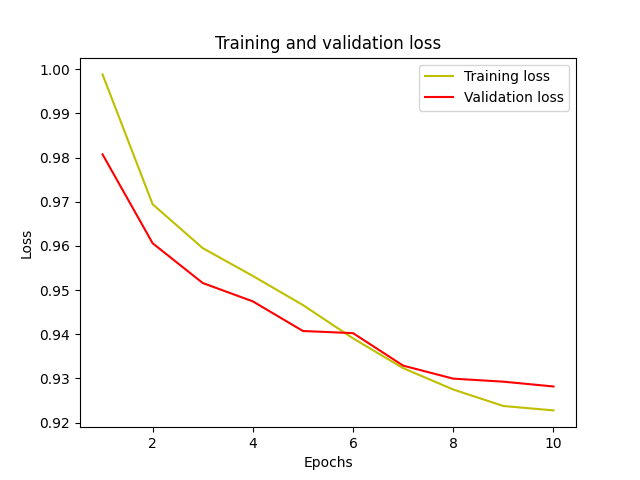 Training and validation loss
Training loss
Validation loss
Loss
1.00
0.99
0.98
0.97
0.96
0.95
0.94
0.93
0.92
2
4
6
8
10
Epochs